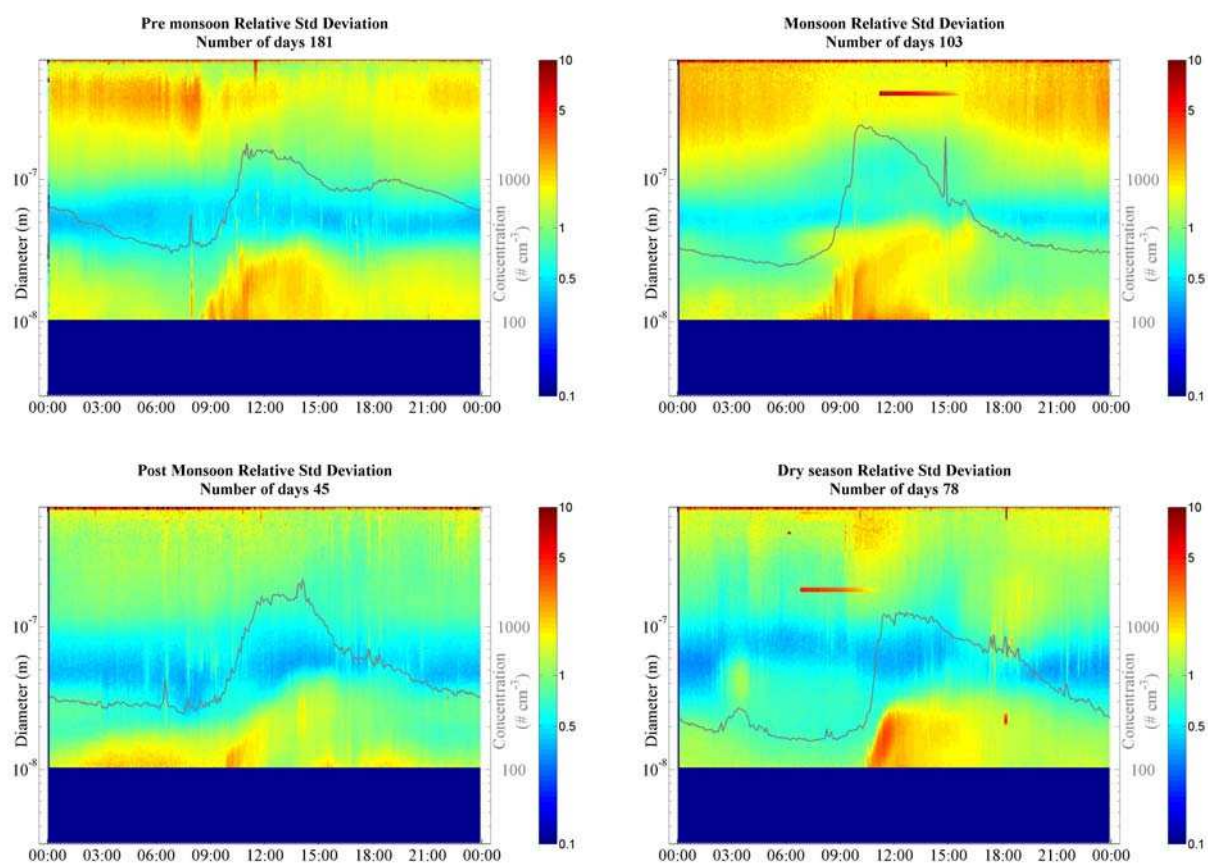 Pre monsoon Relative Std Deviation
Number of days 181
Diameter (m)
10⁻⁷
10⁻⁸
1000
100
Concentration
(# cm⁻³)
10
5
1
0.5
0.1
00:00 03:00 06:00 09:00 12:00 15:00 18:00 21:00 00:00
Monsoon Relative Std Deviation
Number of days 103
Diameter (m)
10⁻⁷
10⁻⁸
1000
100
Concentration
(# cm⁻³)
10
5
1
0.5
0.1
00:00 03:00 06:00 09:00 12:00 15:00 18:00 21:00 00:00
Post Monsoon Relative Std Deviation
Number of days 45
Diameter (m)
10⁻⁷
10⁻⁸
1000
100
Concentration
(# cm⁻³)
10
5
1
0.5
0.1
00:00 03:00 06:00 09:00 12:00 15:00 18:00 21:00 00:00
Dry season Relative Std Deviation
Number of days 78
Diameter (m)
10⁻⁷
10⁻⁸
1000
100
Concentration
(# cm⁻³)
10
5
1
0.5
0.1
00:00 03:00 06:00 09:00 12:00 15:00 18:00 21:00 00:00